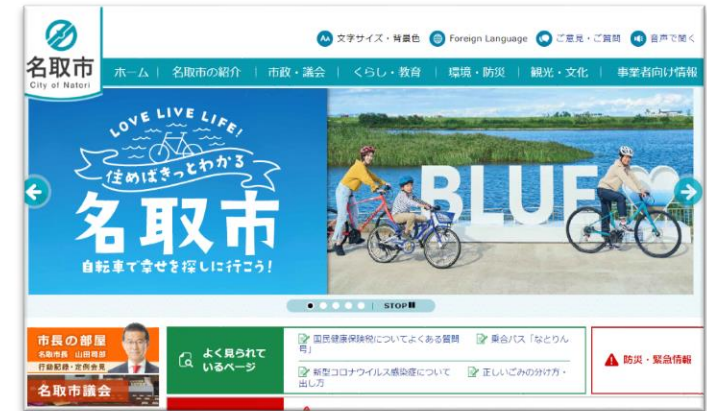 文字サイズ・背景色 Foreign Language ご意見・ご質問 音声で聞く
名取市
City of Natori
ホーム | 名取市の紹介 | 市政・議会 | くらし・教育 | 環境・防災 | 観光・文化 | 事業者向け情報
LOVE LIVE LIFE!
住めばきっとわかる
名取市
自転車で幸せを探しに行こう!
BLUE
STOP
市長の部屋
名取市長 山田司郎
行動記録・定例会見
名取市議会
よく見られて
いるページ
国民健康保険税についてよくある質問 乗合バス「なとりん
号」
新型コロナウイルス感染症について 正しいごみの分け方・
出し方
防災・緊急情報